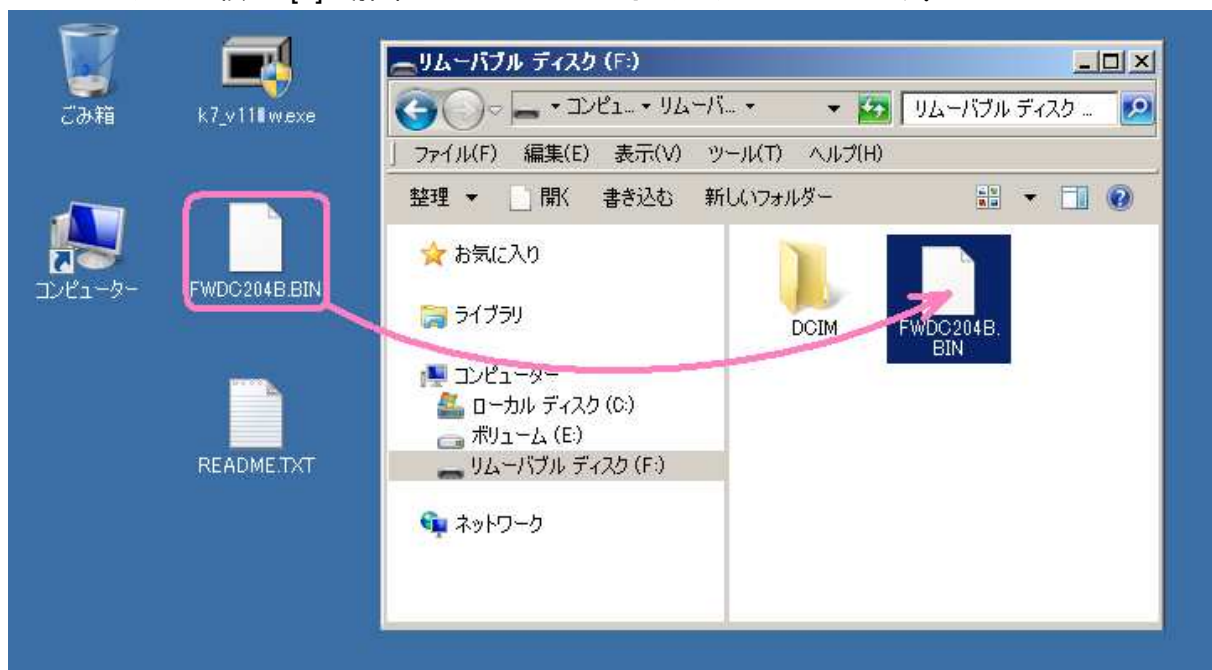 ごみ箱
コンピューター
FWDC204B.BIN
README.TXT
リムーバブル ディスク (F:)
コンピュ... リムーバ...
リムーバブル ディスク ...
ファイル(F) 編集(E) 表示(V) ツール(T) ヘルプ(H)
整理 開く 書き込む 新しいフォルダー
お気に入り
ライブラリ
コンピューター
ローカル ディスク (C:)
ボリューム (E:)
リムーバブル ディスク (F:)
ネットワーク
DCIM
FWDC204B.
BIN